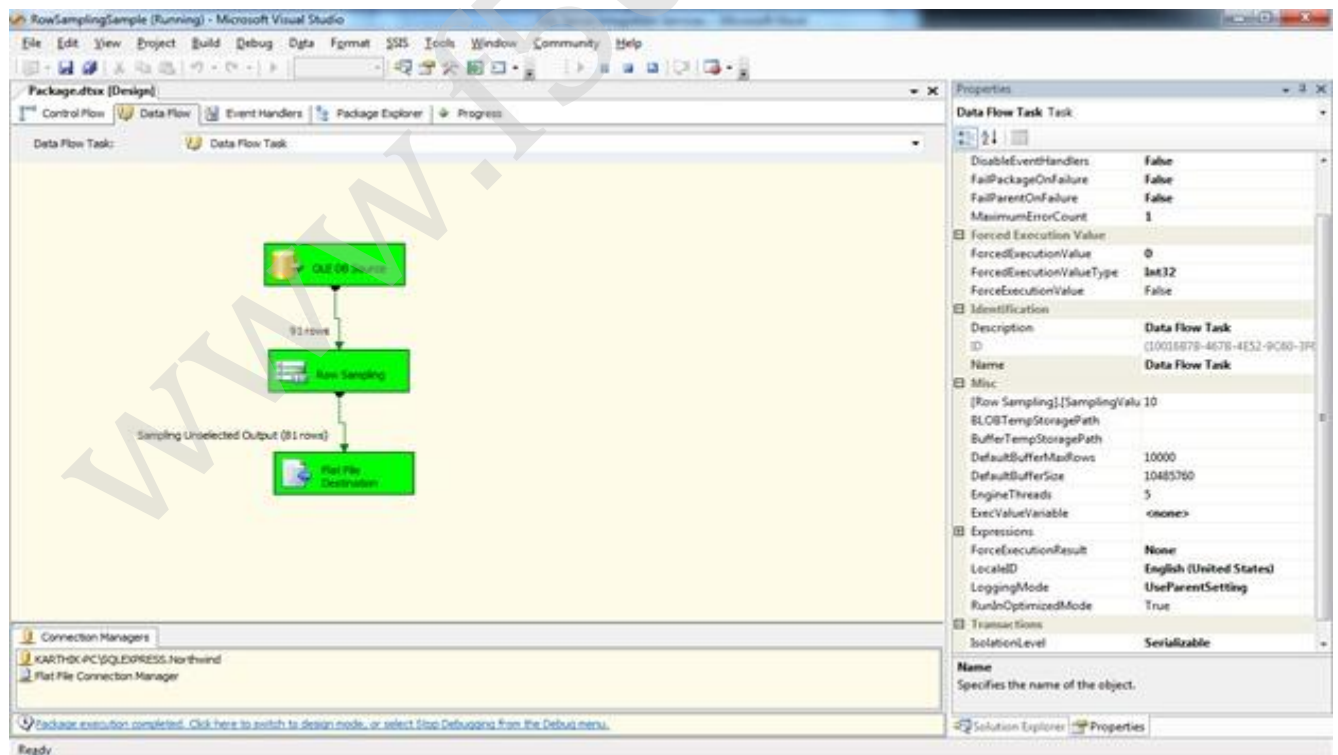 RowSamplingSample (Running) - Microsoft Visual Studio
File Edit View Project Build Debug Data Format SSIS Tools Window Community Help
Package.dtsx [Design]
Control Flow Data Flow Event Handlers Package Explorer Progress
Data Flow Task: Data Flow Task
OLE DB Source
91 rows
Row Sampling
Sampling Unselected Output (81 rows)
Flat File
Destination
Connection Managers
KARTHIK-PC\SQLEXPRESS.Northwind
Flat File Connection Manager
Package execution completed. Click here to switch to design mode, or select Stop Debugging from the Debug menu.
Ready
Properties
Data Flow Task Task
DisableEventHandlers False
FailPackageOnFailure False
FailParentOnFailure False
MaximumErrorCount 1
Forced Execution Value
ForcedExecutionValue 0
ForcedExecutionValueType Int32
ForceExecutionValue False
Identification
Description Data Flow Task
ID
Name Data Flow Task
Misc
[Row Sampling].[SamplingValu 10
BLOBTempStoragePath
BufferTempStoragePath
DefaultBufferMaxRows 10000
DefaultBufferSize 10485760
EngineThreads 5
ExecValueVariable <none>
Expressions
ForceExecutionResult None
LocaleID English (United States)
LoggingMode UseParentSetting
RunInOptimizedMode True
Transactions
IsolationLevel Serializable
Name
Specifies the name of the object.
Solution Explorer Properties